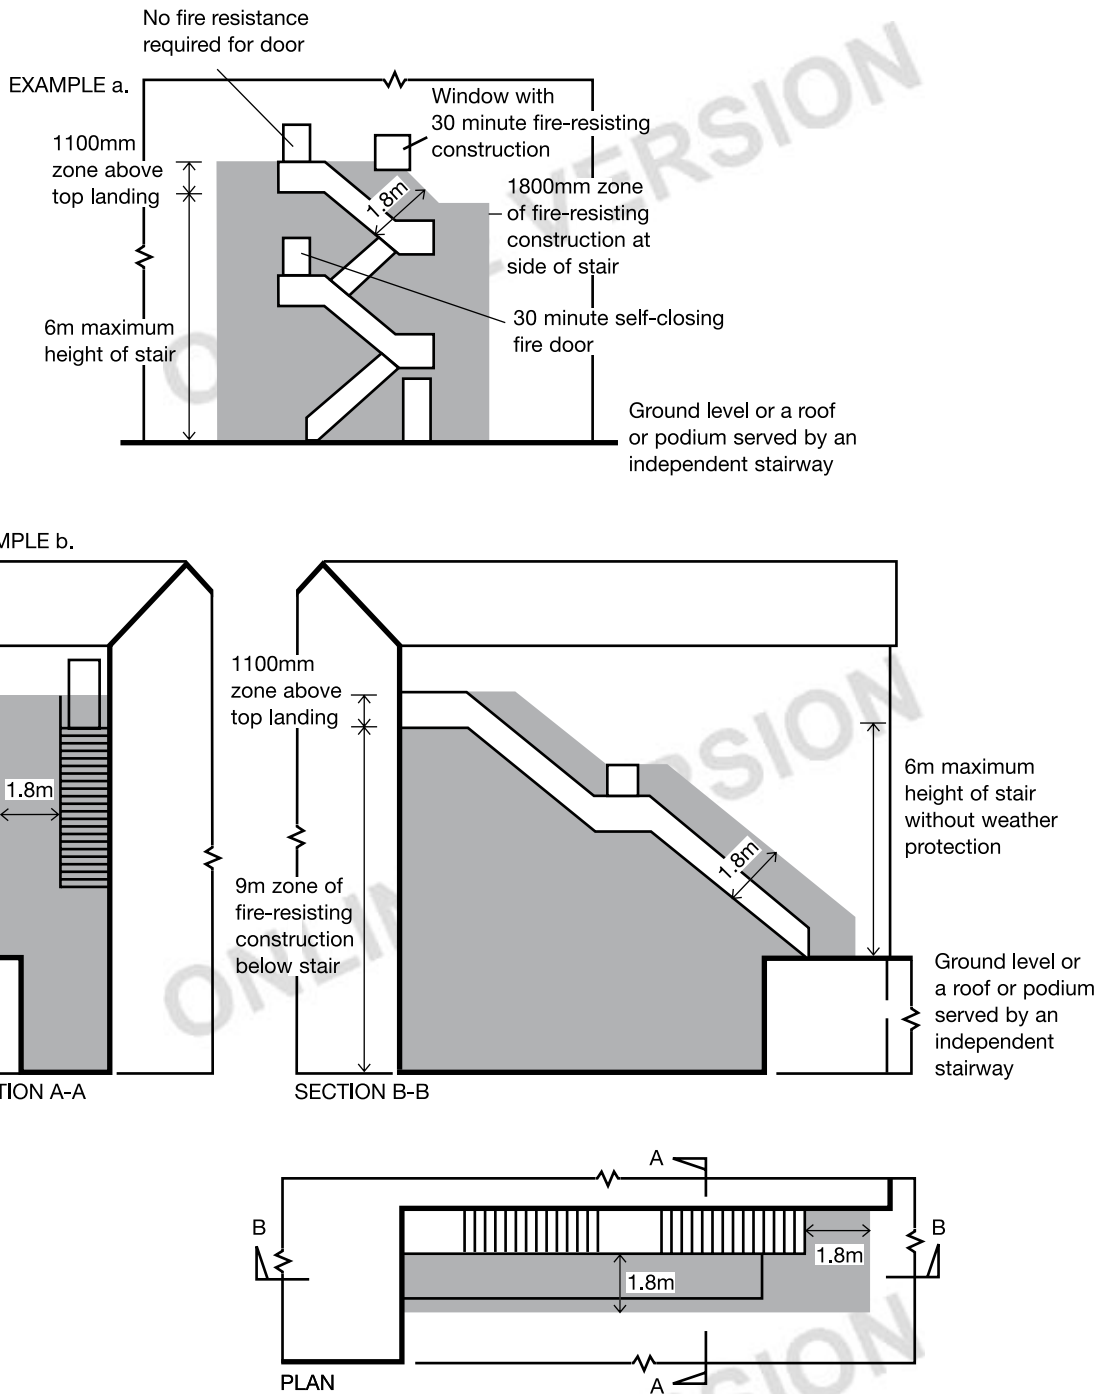 No fire resistance
required for door
EXAMPLE a.
Window with
30 minute fire-resisting
construction
1100mm
zone above
top landing
1.8m
1800mm zone
of fire-resisting
construction at
side of stair
6m maximum
height of stair
30 minute self-closing
fire door
Ground level or a roof
or podium served by an
independent stairway
ONLINE VERSION
MPLE b.
1100mm
zone above
top landing
1.8m
6m maximum
height of stair
without weather
protection
1.8m
9m zone of
fire-resisting
construction
below stair
Ground level or
a roof or podium
served by an
independent
stairway
ONLINE VERSION
TION A-A
SECTION B-B
A
B
B
1.8m
1.8m
PLAN
A
VERSION